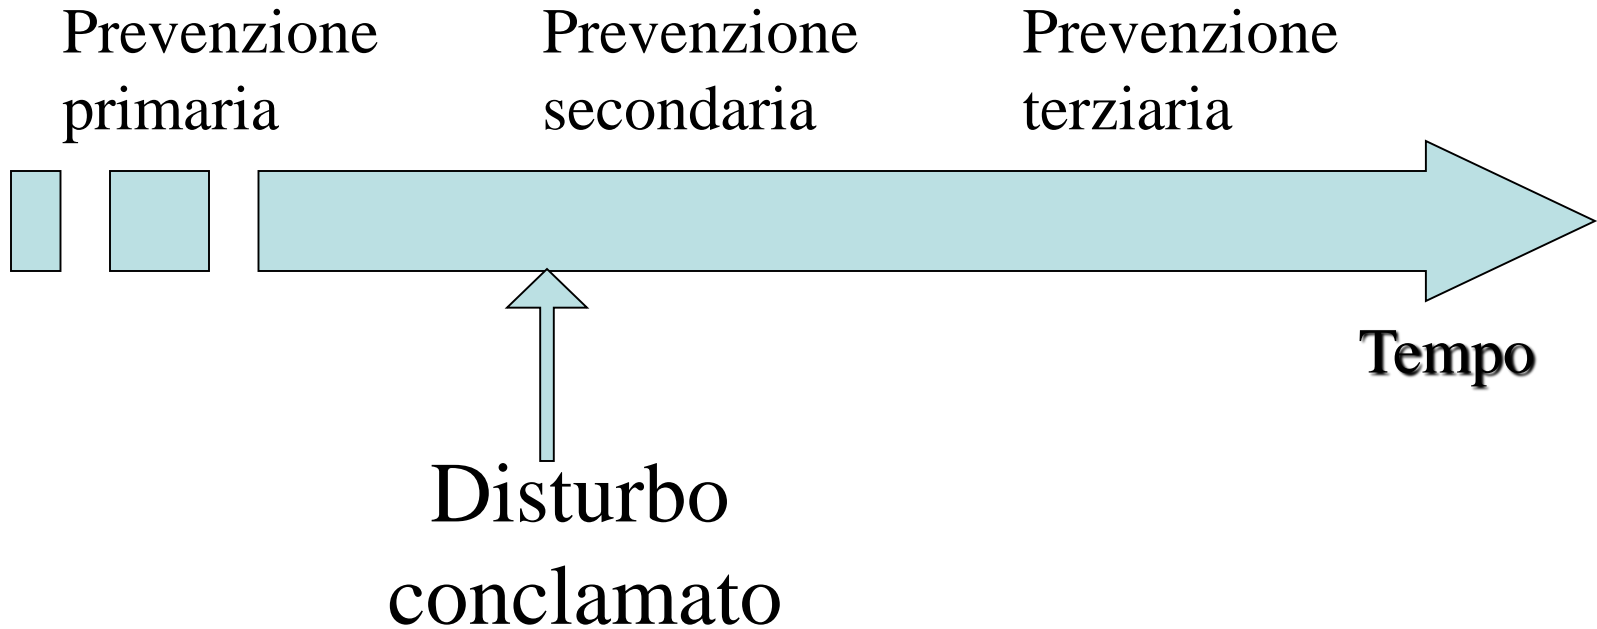 Prevenzione primaria
Prevenzione secondaria
Prevenzione terziaria
Tempo
Disturbo
conclamato